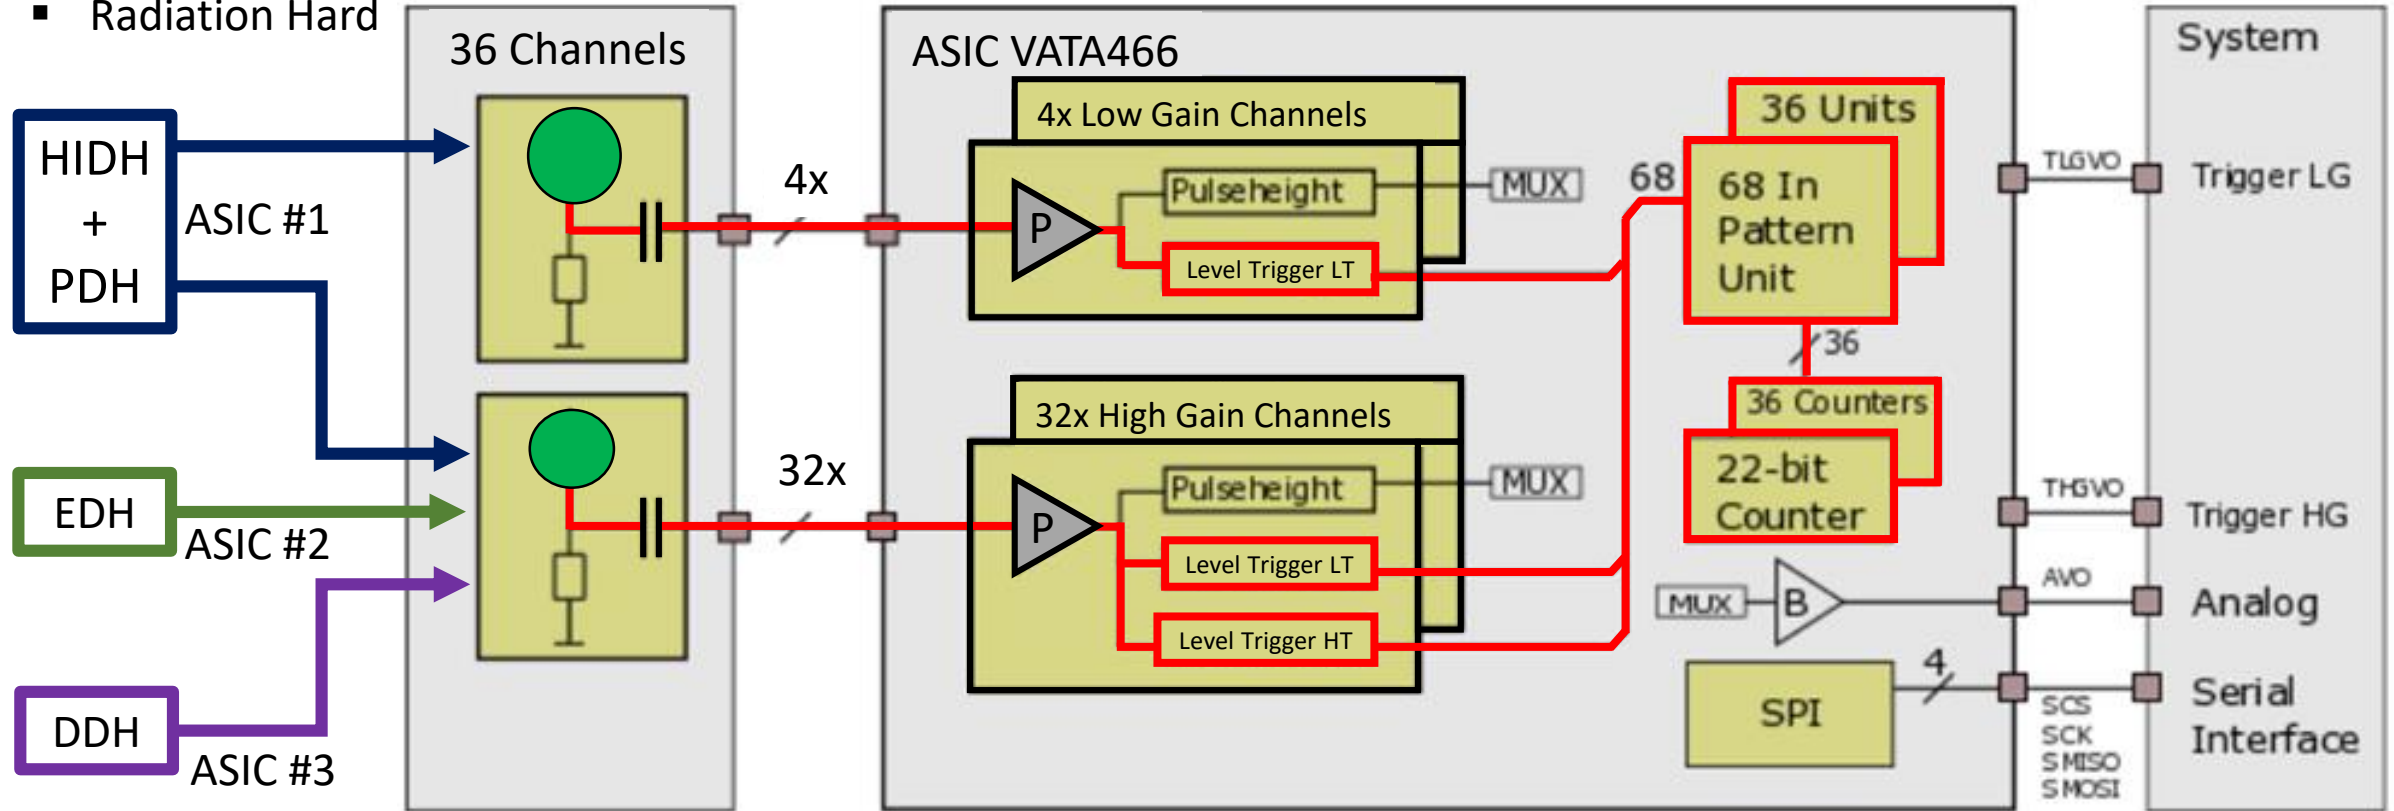 ▪ Radiation Hard
36 Channels
ASIC VATA466
System
HIDH
+
PDH
ASIC #1
EDH
ASIC #2
DDH
ASIC #3
4x
32x
4x Low Gain Channels
P
Pulseheight
MUX
Level Trigger LT
32x High Gain Channels
P
Pulseheight
MUX
Level Trigger LT
Level Trigger HT
68
36 Units
68 In
Pattern
Unit
36
36 Counters
22-bit
Counter
MUX
B
SPI
4
TLGVO
Trigger LG
THGVO
Trigger HG
AVO
Analog
SCS
SCK
SMISO
SMOSI
Serial
Interface